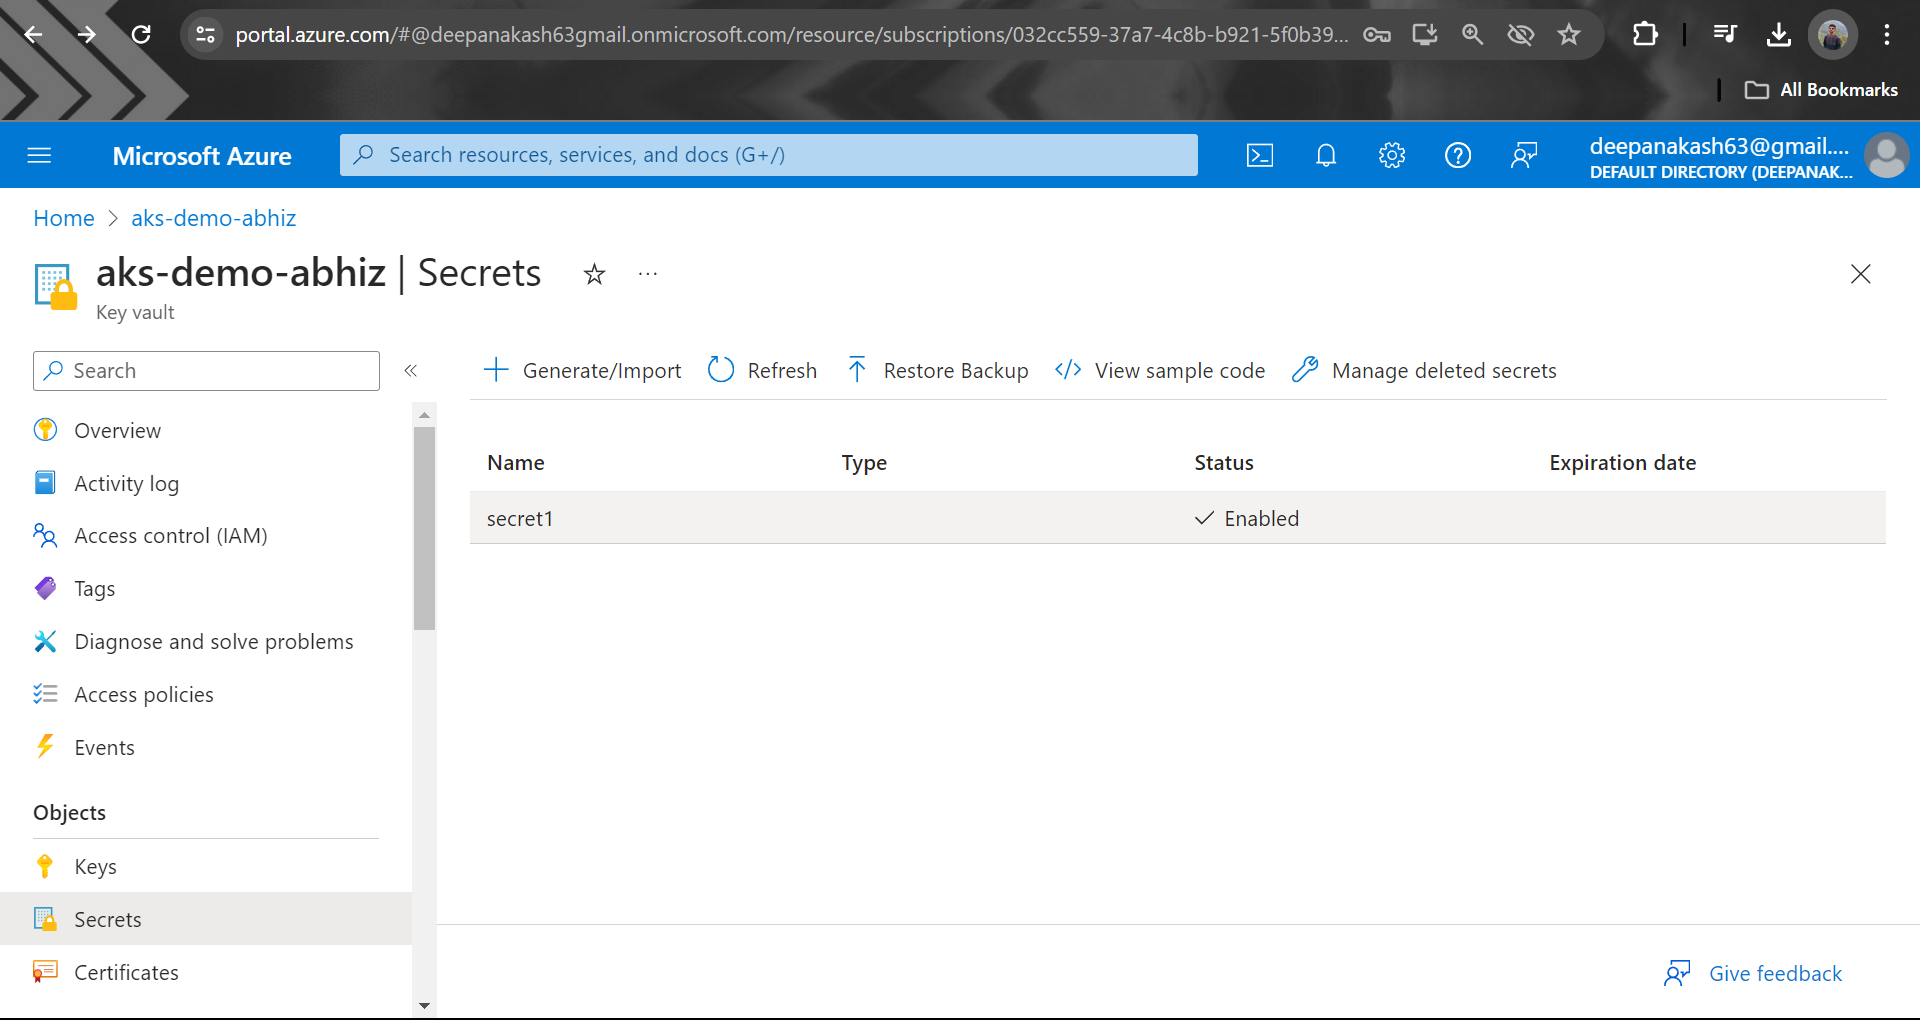 portal.azure.com/#@deepanakash63gmail.onmicrosoft.com/resource/subscriptions/032cc559-37a7-4c8b-b921-5f0b39...
All Bookmarks
Microsoft Azure
Search resources, services, and docs (G+/)
deepanakash63@gmail....
DEFAULT DIRECTORY (DEEPANAK...
Home > aks-demo-abhiz
aks-demo-abhiz | Secrets
Key vault
Search
Generate/Import
Refresh
Restore Backup
View sample code
Manage deleted secrets
Overview
Activity log
Access control (IAM)
Tags
Diagnose and solve problems
Access policies
Events
Objects
Keys
Secrets
Certificates
Name Type Status Expiration date
secret1 Enabled
Give feedback